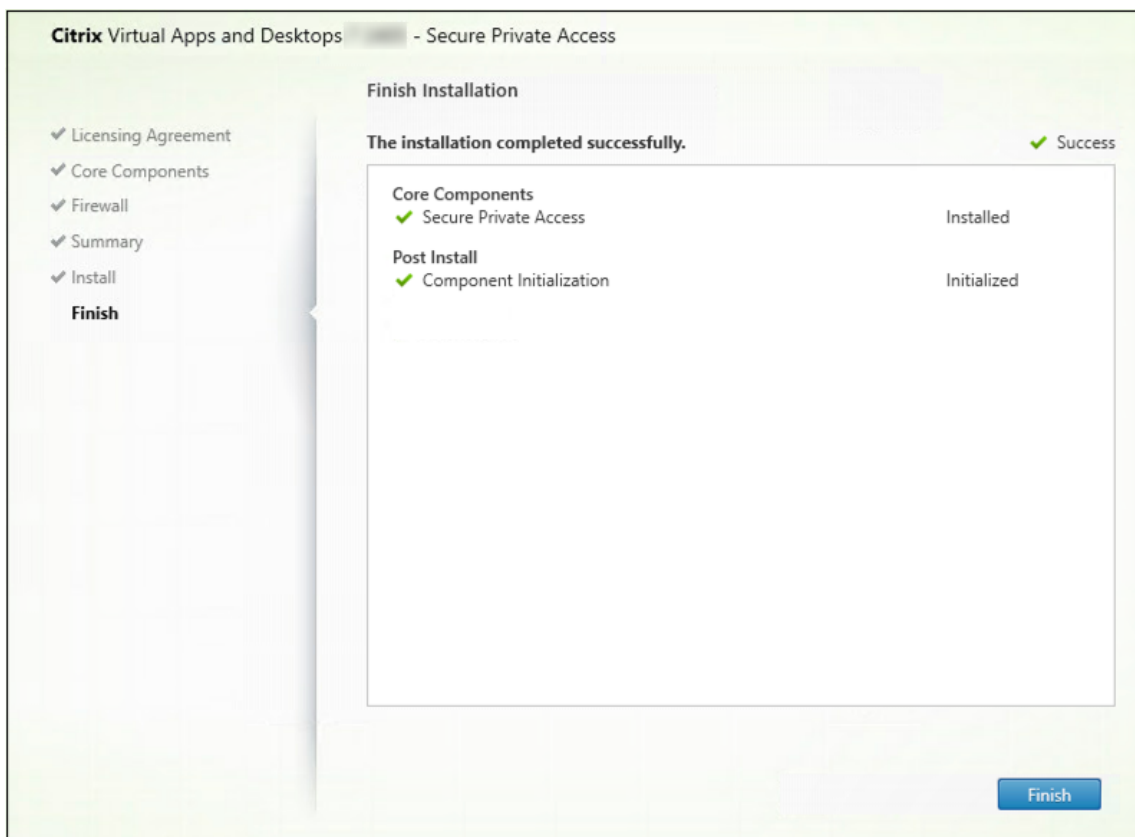 Citrix Virtual Apps and Desktops - Secure Private Access
Finish Installation
Licensing Agreement
Core Components
Firewall
Summary
Install
Finish
The installation completed successfully.
Success
Core Components
Secure Private Access Installed
Post Install
Component Initialization Initialized
Finish